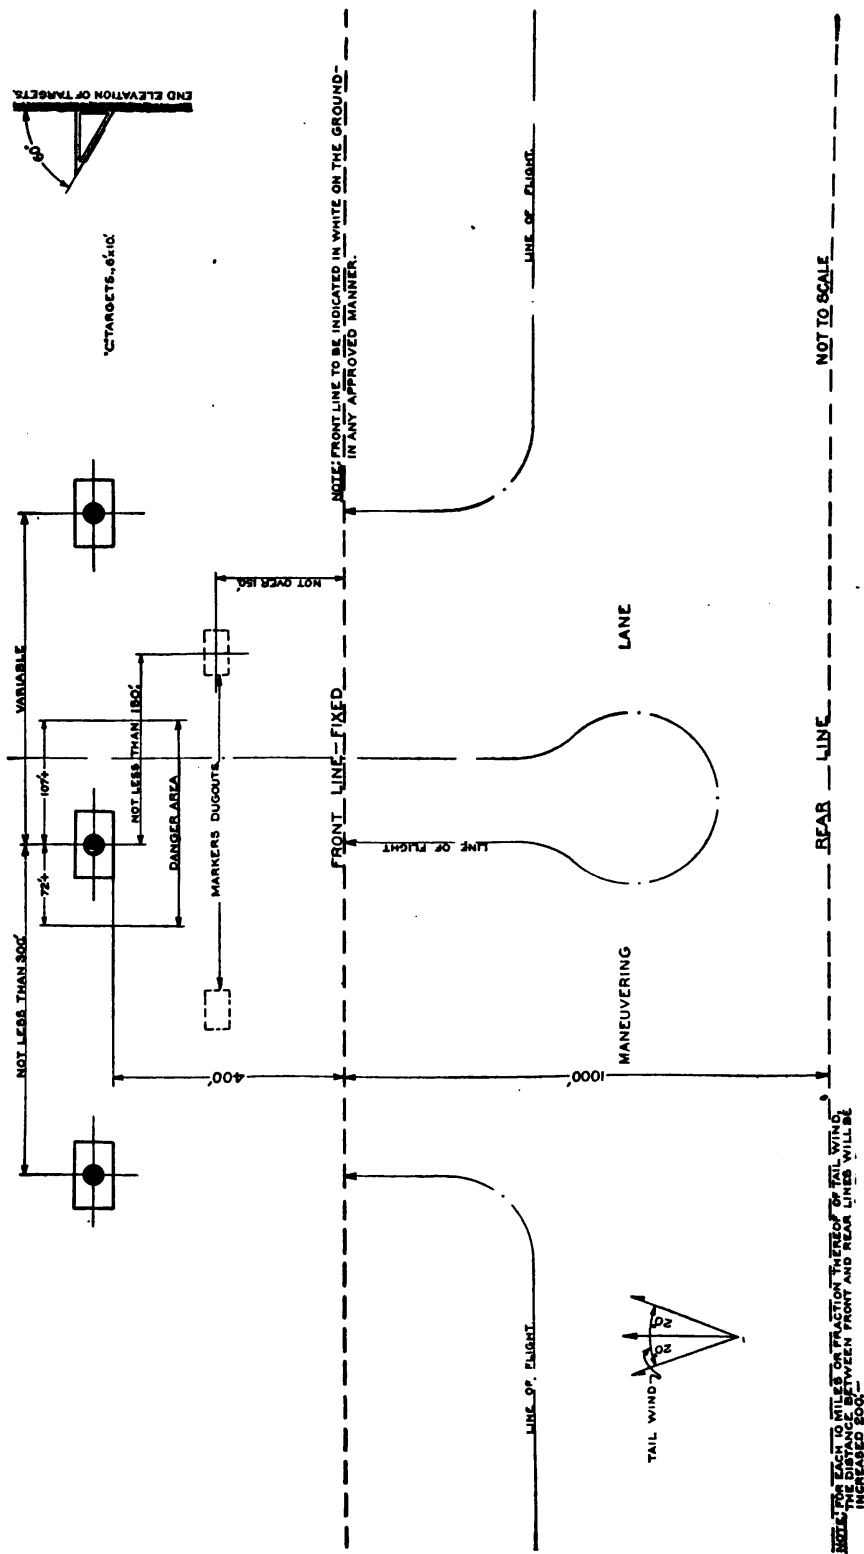 NOT LESS THAN 300'
VARIABLE
72'4
107'4
NOT LESS THAN 150'
DANGER AREA
MARKERS DUGOUTS
NOT OVER 150'
"C" TARGETS, 6'x10'
60°
END ELEVATION OF TARGETS.
400'
FRONT LINE—FIXED
NOTE: FRONT LINE TO BE INDICATED IN WHITE ON THE GROUND—
IN ANY APPROVED MANNER.
LINE OF FLIGHT
LINE OF FLIGHT
LINE OF FLIGHT
MANEUVERING LANE
1000'
TAIL WIND
20°
20°
REAR LINE
NOT TO SCALE
NOTE: FOR EACH 10 MILES OR FRACTION THEREOF OF TAIL WIND,
THE DISTANCE BETWEEN FRONT AND REAR LINES WILL BE
INCREASED 200'—